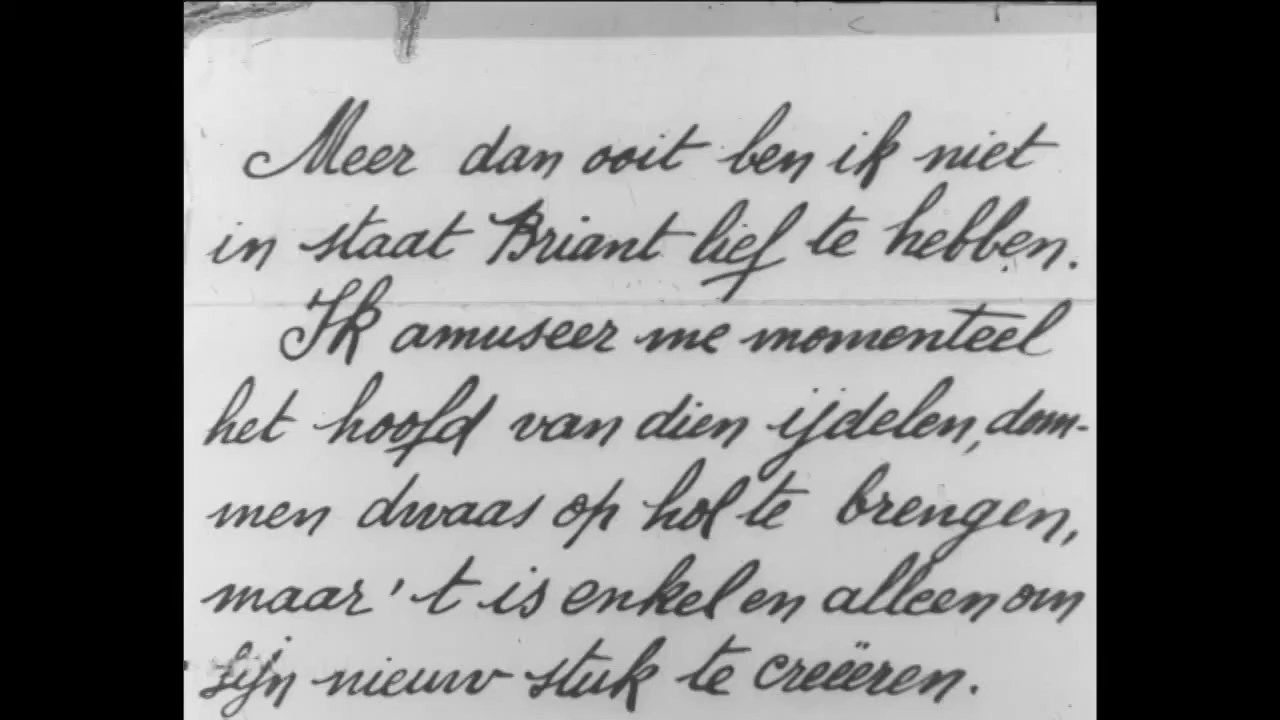 Meer dan ooit ben ik niet
in staat Briant lief te hebben.
Ik amuseer me momenteel
het hoofd van dien ijdelen, dom-
men dwaas op hol te brengen,
maar 't is enkel en alleen om
zijn nieuw stuk te creëeren.